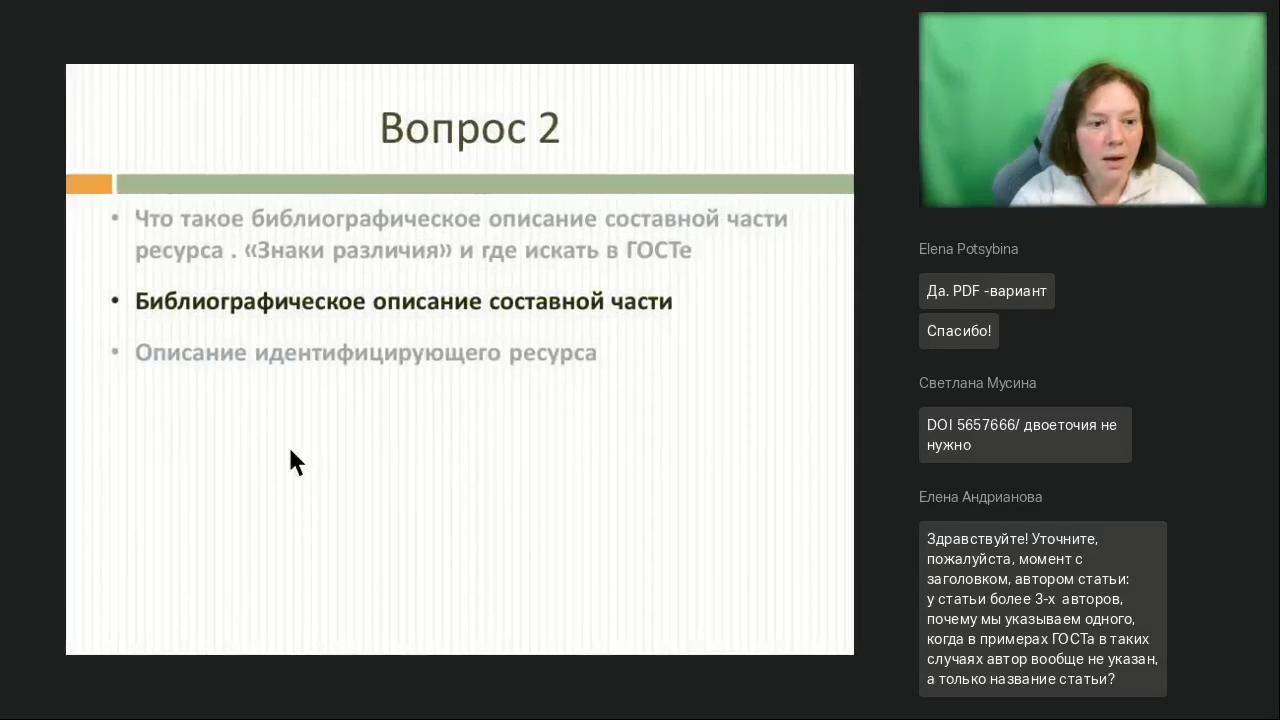 Вопрос 2
• Что такое библиографическое описание составной части
ресурса . «Знаки различия» и где искать в ГОСТе
• Библиографическое описание составной части
• Описание идентифицирующего ресурса
Elena Potsybina
Да. PDF -вариант
Спасибо!
Светлана Мусина
DOI 5657666/ двоеточия не
нужно
Елена Андрианова
Здравствуйте! Уточните,
пожалуйста, момент с
заголовком, автором статьи:
у статьи более 3-х авторов,
почему мы указываем одного,
когда в примерах ГОСТа в таких
случаях автор вообще не указан,
а только название статьи?